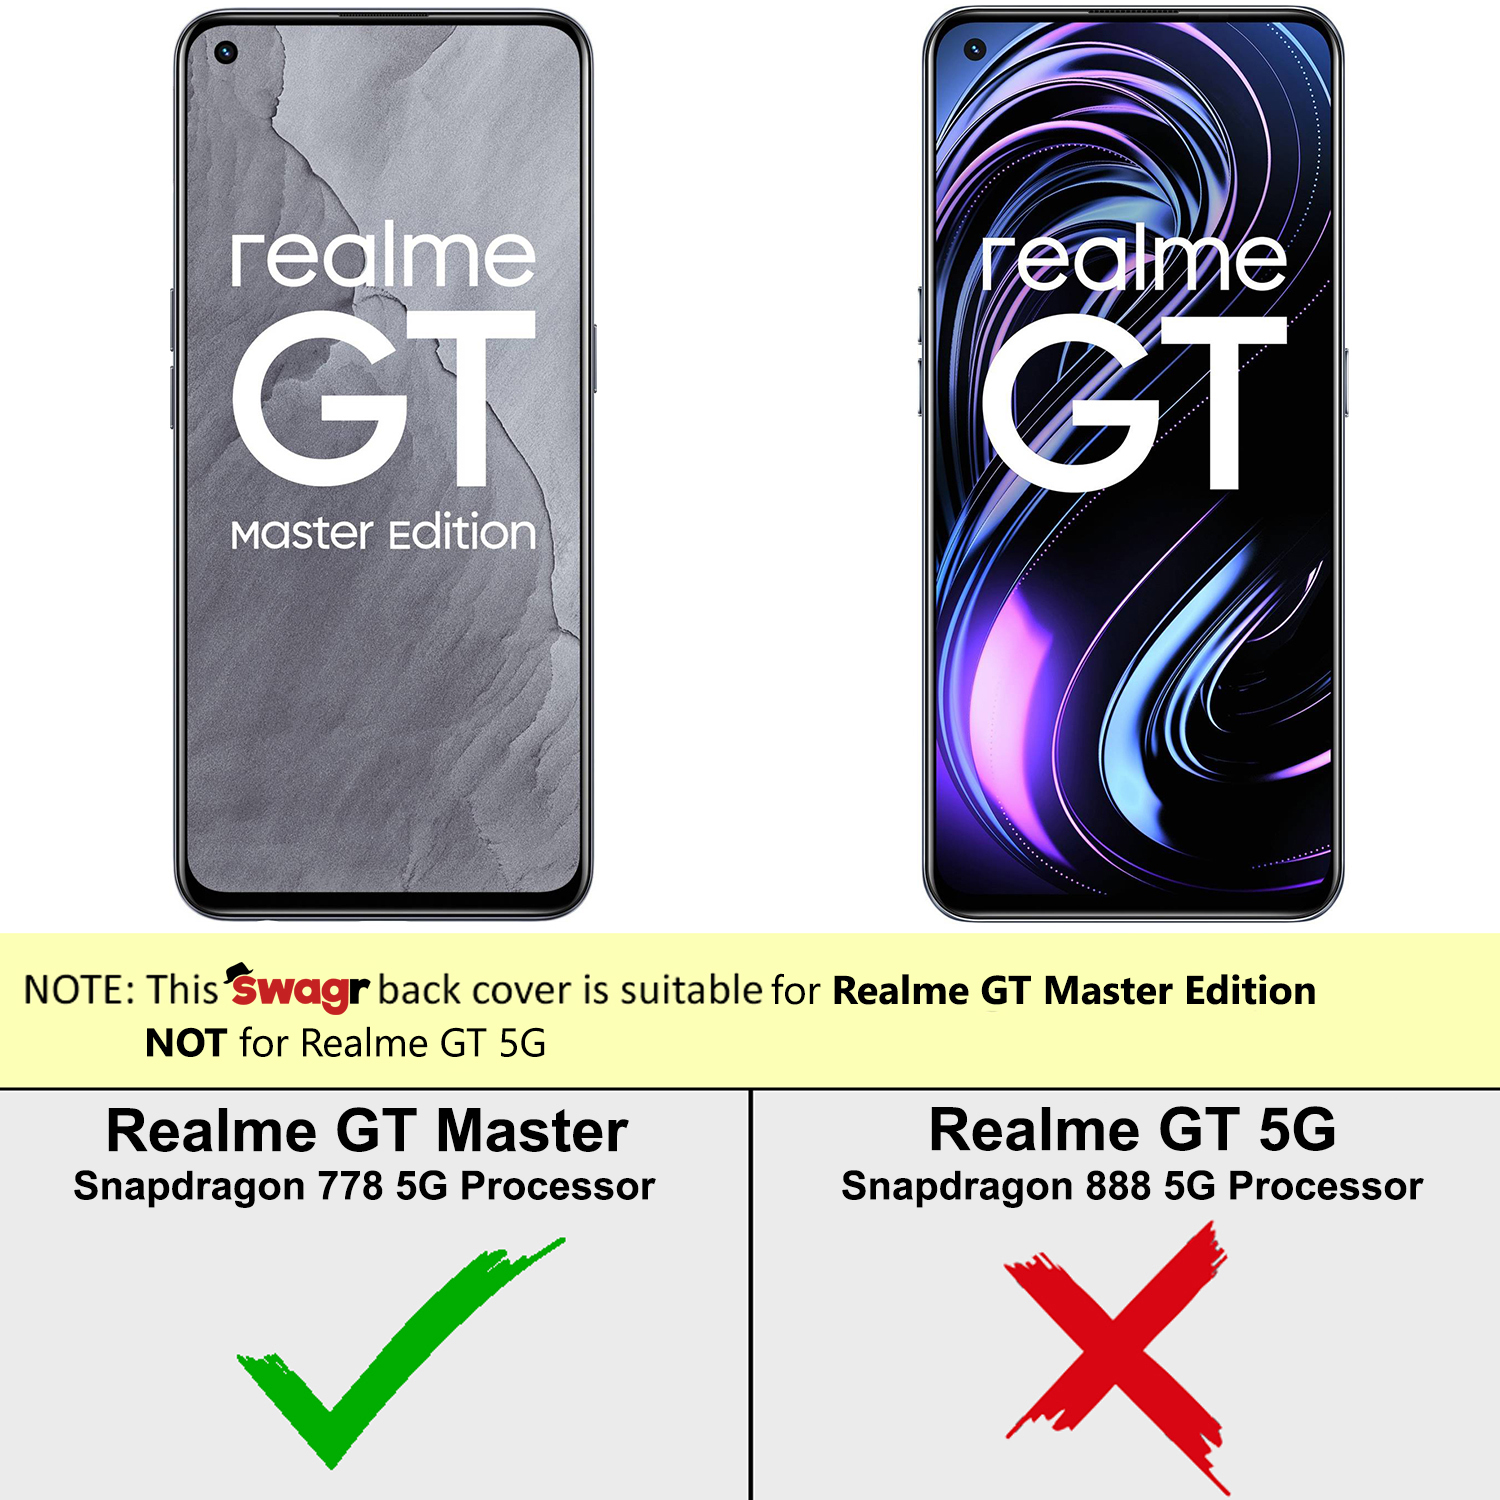 realme
GT
Master Edition
realme
GT
NOTE: This swagr back cover is suitable for Realme GT Master Edition
NOT for Realme GT 5G
Realme GT Master
Snapdragon 778 5G Processor
Realme GT 5G
Snapdragon 888 5G Processor